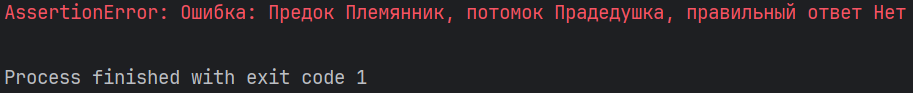 AssertionError: Ошибка: Предок Племянник, потомок Прадедушка, правильный ответ Нет
Process finished with exit code 1